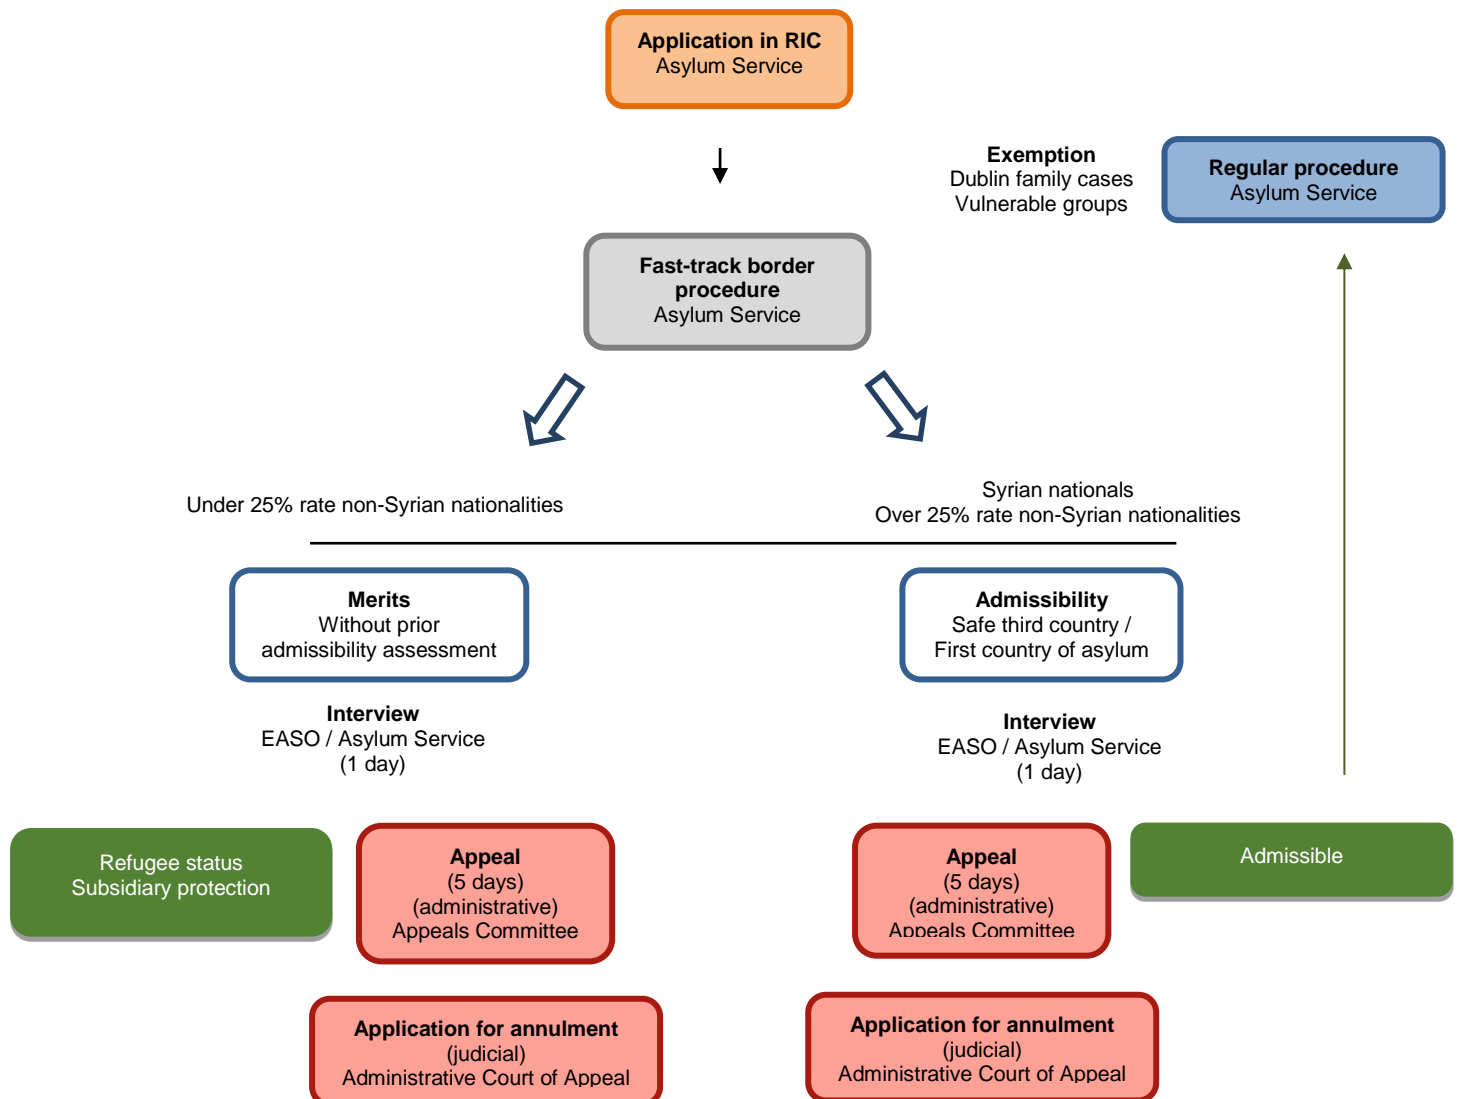 Application in RIC
Asylum Service
Exemption
Dublin family cases
Vulnerable groups
Regular procedure
Asylum Service
Fast-track border
procedure
Asylum Service
Under 25% rate non-Syrian nationalities
Syrian nationals
Over 25% rate non-Syrian nationalities
Merits
Without prior
admissibility assessment
Admissibility
Safe third country /
First country of asylum
Interview
EASO / Asylum Service
(1 day)
Interview
EASO / Asylum Service
(1 day)
Refugee status
Subsidiary protection
Appeal
(5 days)
(administrative)
Appeals Committee
Appeal
(5 days)
(administrative)
Appeals Committee
Admissible
Application for annulment
(judicial)
Administrative Court of Appeal
Application for annulment
(judicial)
Administrative Court of Appeal